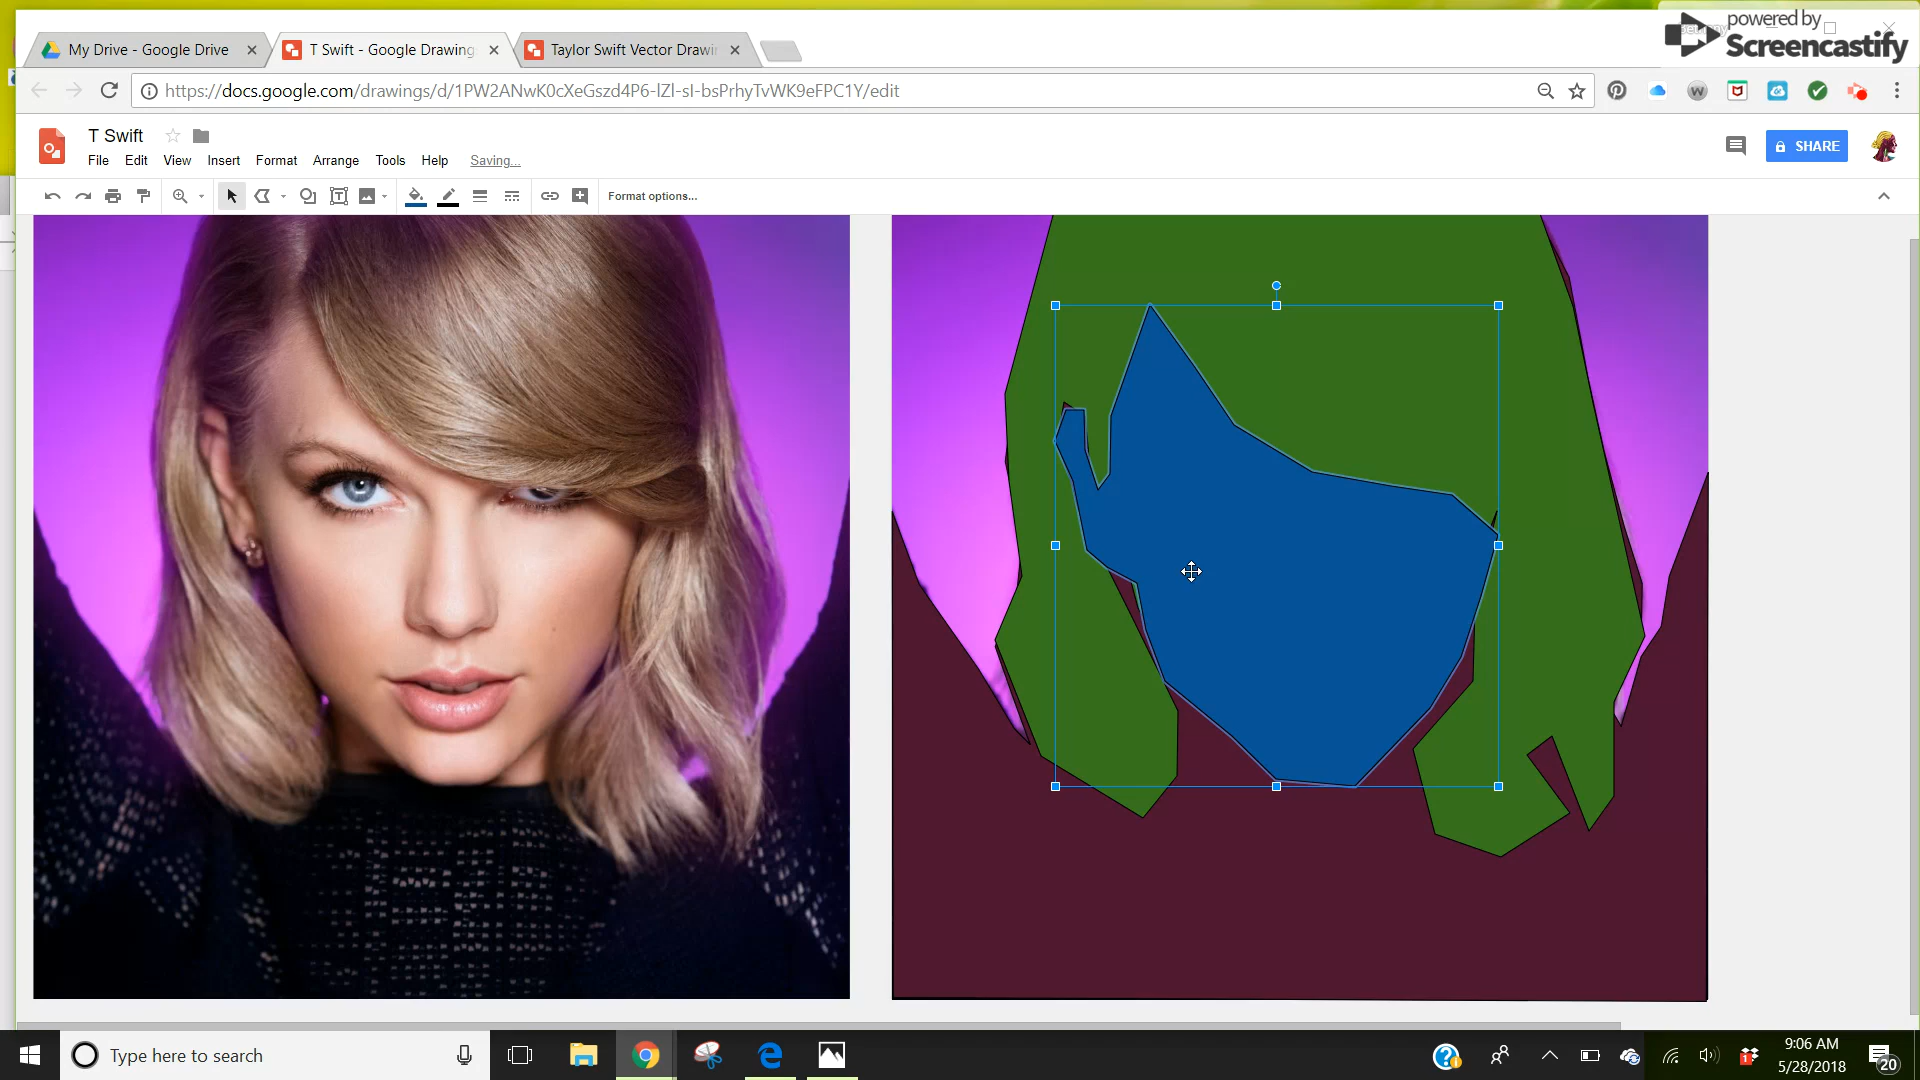 powered by
Screencastify
My Drive - Google Drive
T Swift - Google Drawing
Taylor Swift Vector Drawin
https://docs.google.com/drawings/d/1PW2ANwK0cXeGszd4P6-lZl-sI-bsPrhyTvWK9eFPC1Y/edit
T Swift
File Edit View Insert Format Arrange Tools Help Saving...
SHARE
Format options...
Type here to search
9:06 AM
5/28/2018
20